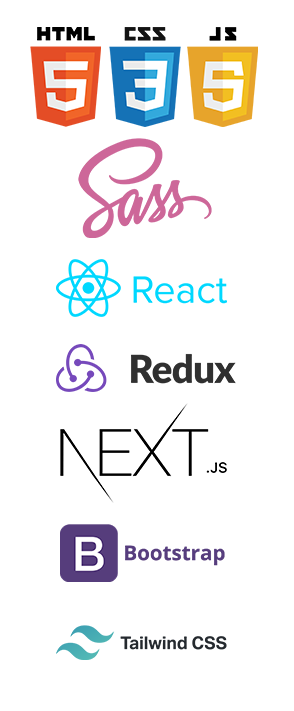 HTML CSS JS
5 3 5
Sass
React
Redux
NEXT.JS
B Bootstrap
Tailwind CSS